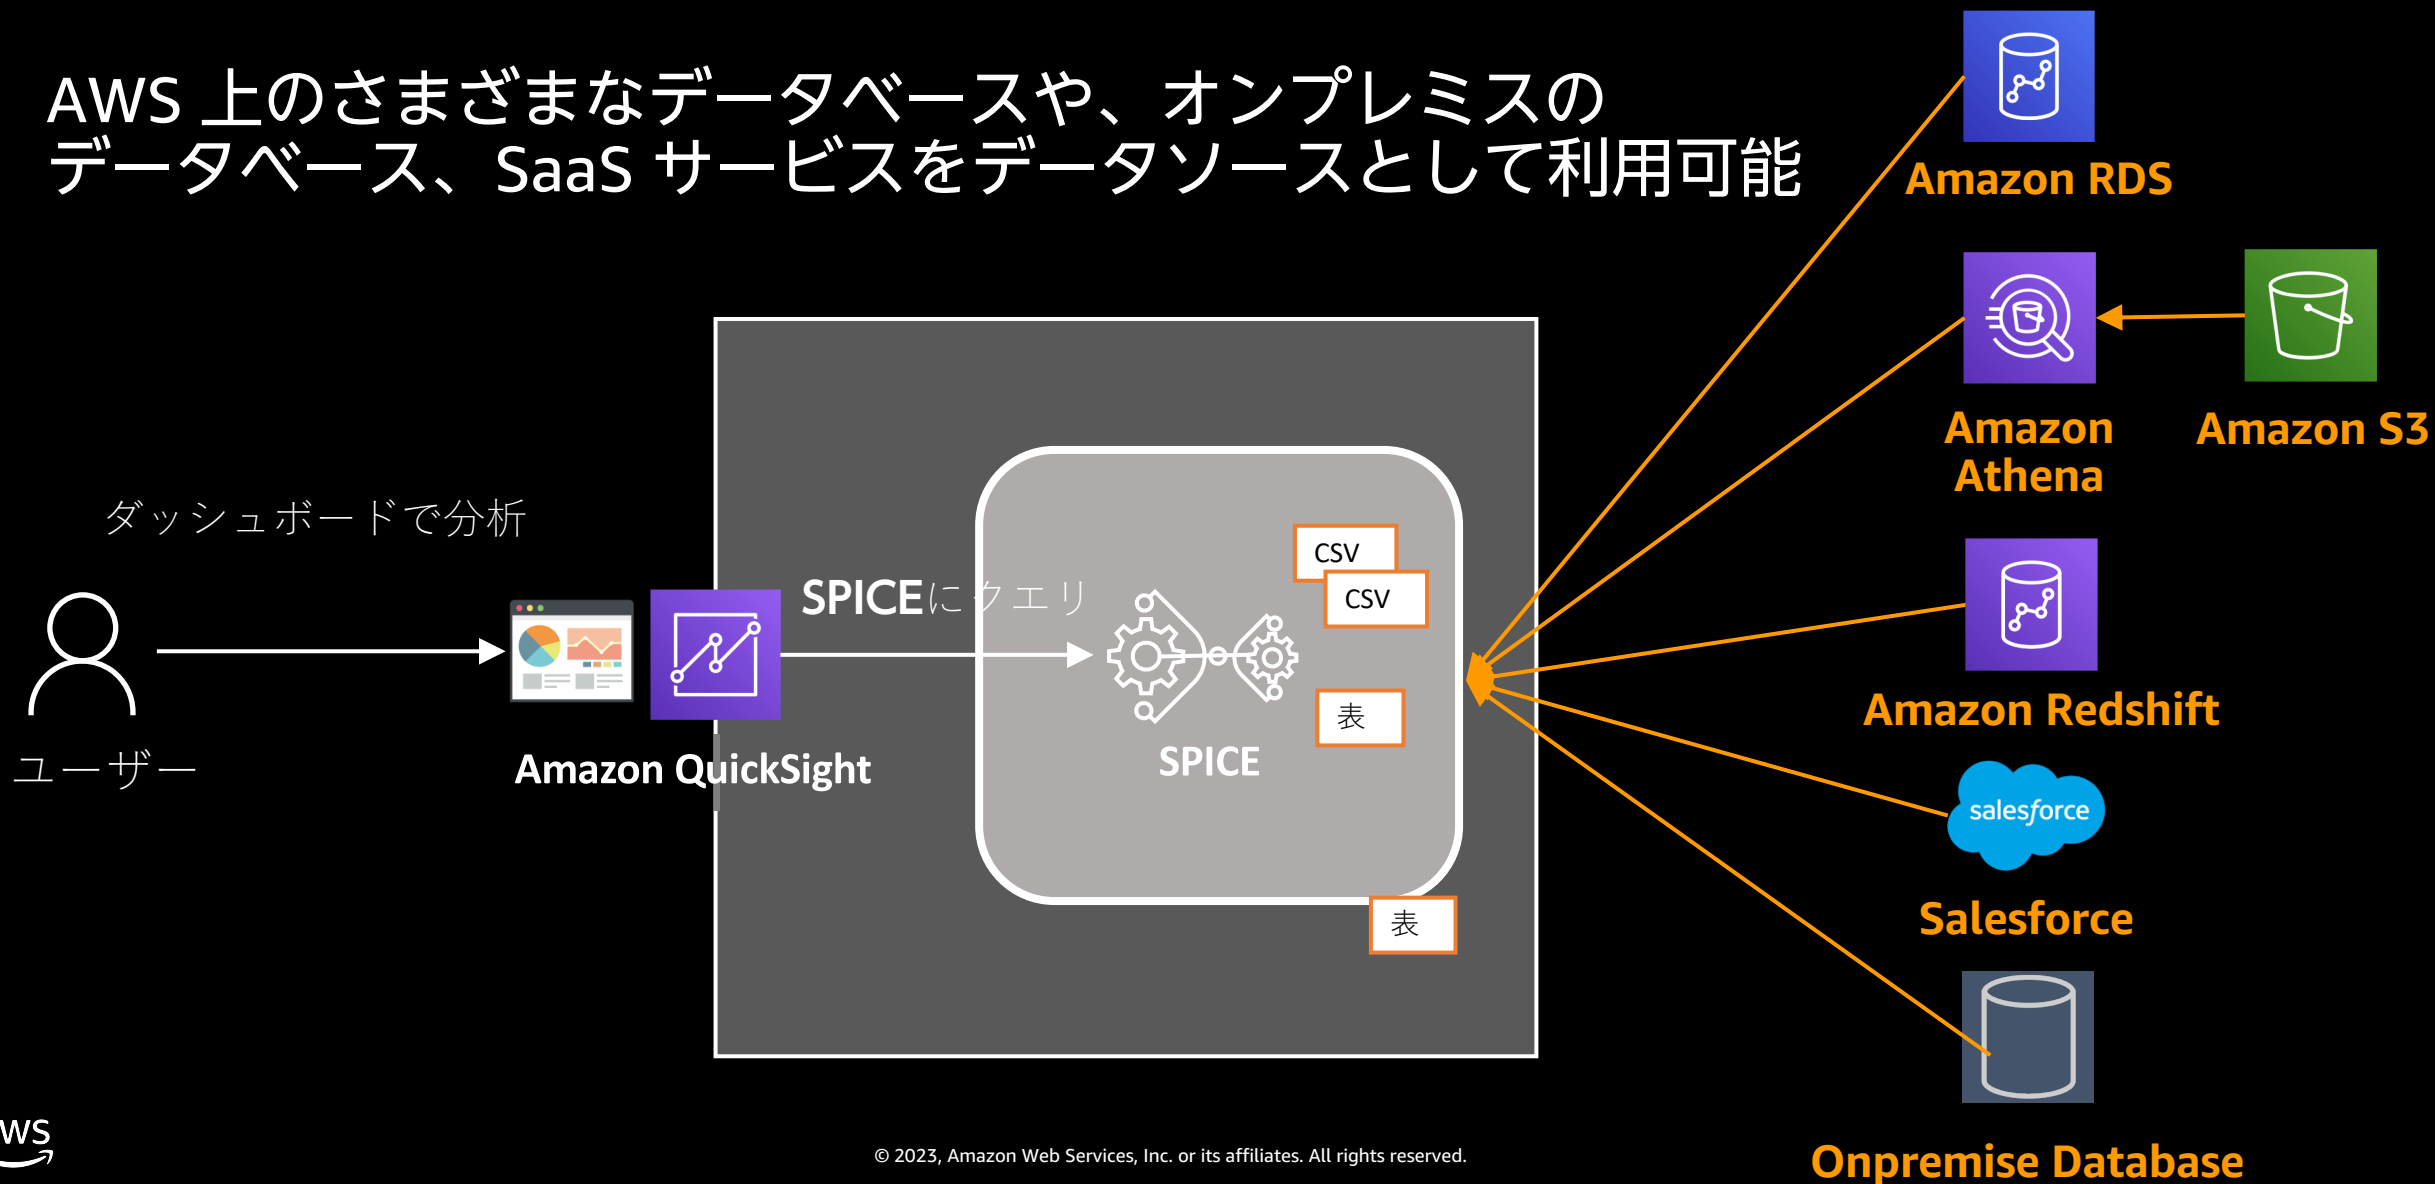 AWS 上のさまざまなデータベースや、オンプレミスの
データベース、SaaS サービスをデータソースとして利用可能
Amazon RDS
Amazon
Athena
Amazon S3
ダッシュボードで分析
SPICEにクエリ
CSV
CSV
表
SPICE
表
ユーザー
Amazon QuickSight
Amazon Redshift
salesforce
Salesforce
Onpremise Database
ws
© 2023, Amazon Web Services, Inc. or its affiliates. All rights reserved.